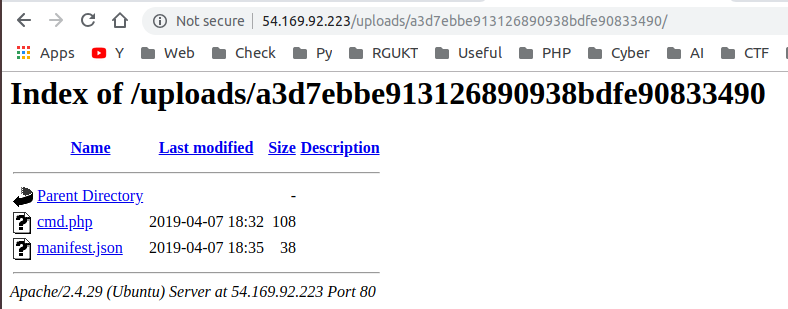 Not secure | 54.169.92.223/uploads/a3d7ebbe913126890938bdfe90833490/
Apps Y Web Check Py RGUKT Useful PHP Cyber AI CTF
Index of /uploads/a3d7ebbe913126890938bdfe90833490
Name Last modified Size Description
Parent Directory -
cmd.php 2019-04-07 18:32 108
manifest.json 2019-04-07 18:35 38
Apache/2.4.29 (Ubuntu) Server at 54.169.92.223 Port 80